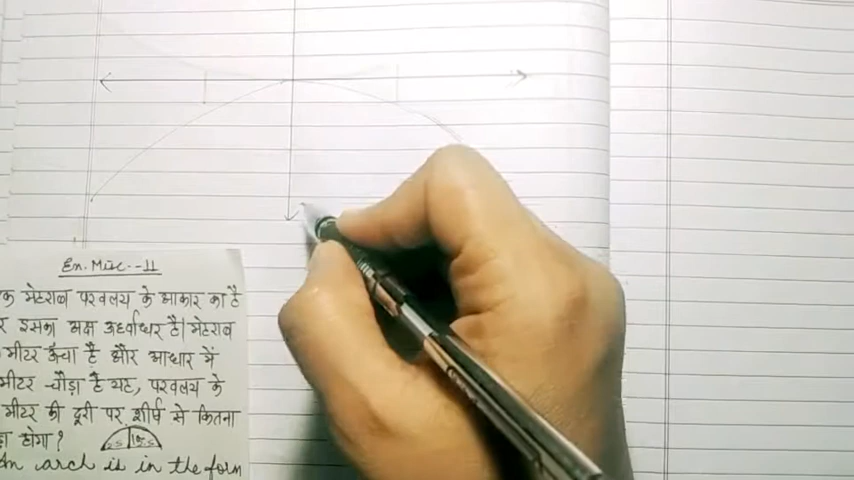 En. Misc. - 11
क मेहराब परवलय के आकार का है
र इसका अक्ष ऊर्ध्वाधर है। मेहराब
मीटर ऊँचा है और आधार में
मीटर चौड़ा है यह, परवलय के
मीटर की दूरी पर शीर्ष से कितना
ड़ा होगा?
An arch is in the form